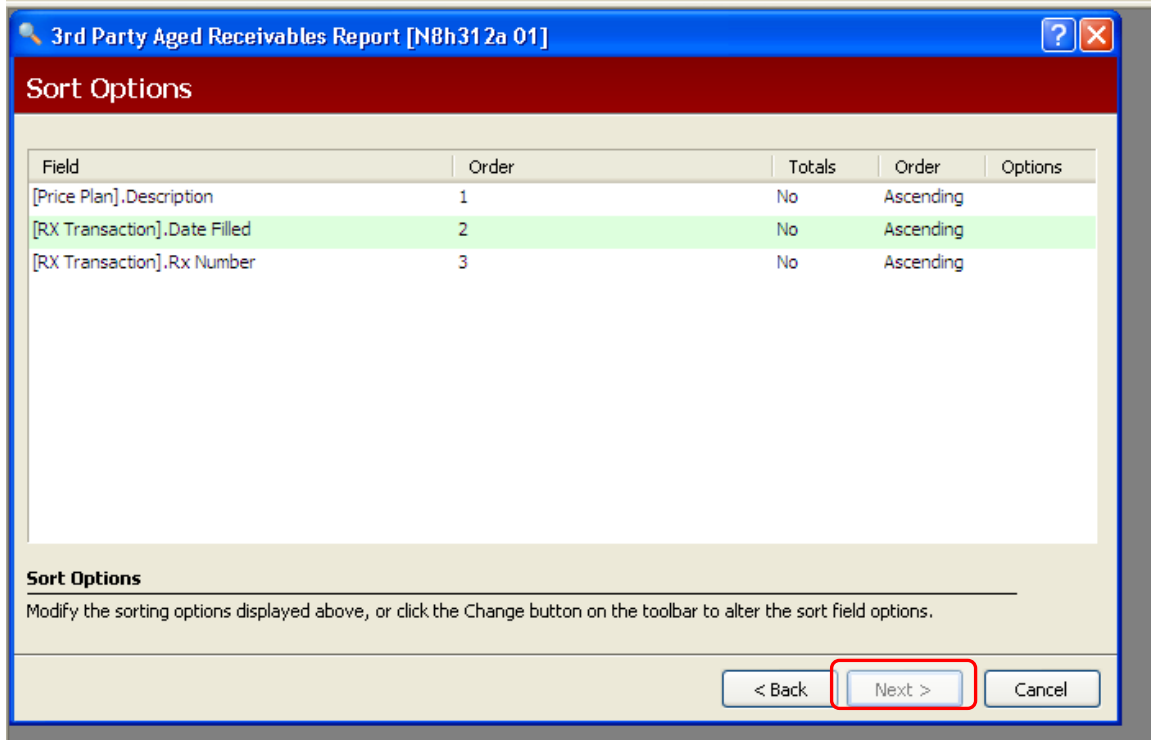 3rd Party Aged Receivables Report [N8h312a 01]
Sort Options
Field Order Totals Order Options
[Price Plan].Description 1 No Ascending
[RX Transaction].Date Filled 2 No Ascending
[RX Transaction].Rx Number 3 No Ascending
Sort Options
Modify the sorting options displayed above, or click the Change button on the toolbar to alter the sort field options.
< Back Next > Cancel